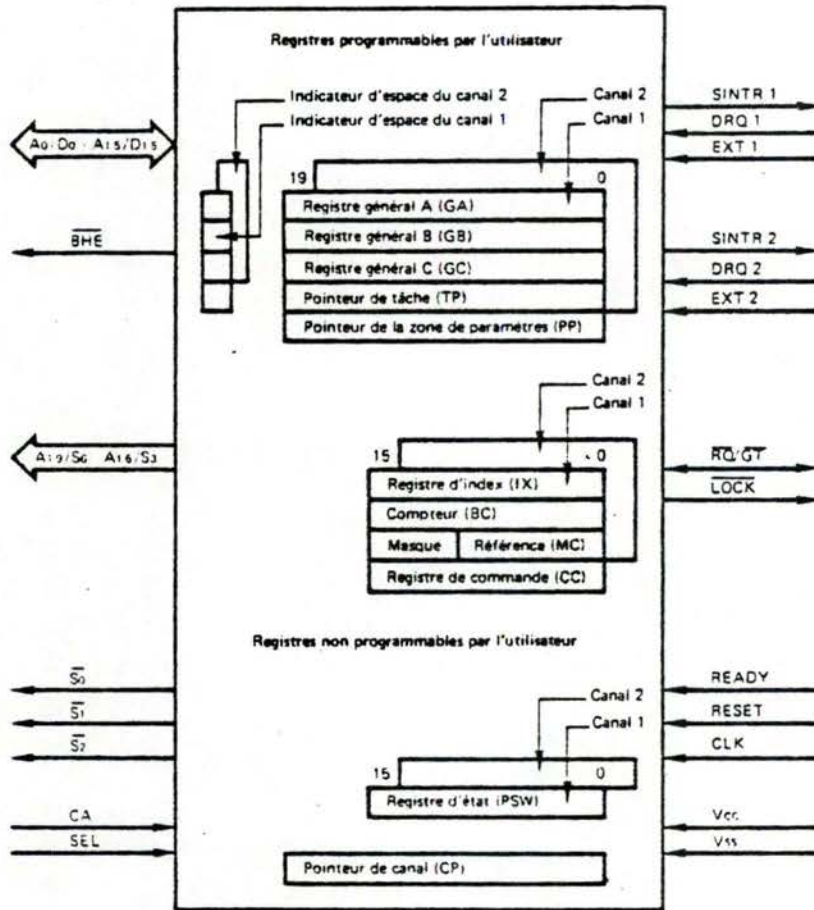 Registres programmables par l'utilisateur
Indicateur d'espace du canal 2
Indicateur d'espace du canal 1
Canal 2
Canal 1
19
0
Registre général A (GA)
Registre général B (GB)
Registre général C (GC)
Pointeur de tâche (TP)
Pointeur de la zone de paramètres (PP)
Canal 2
Canal 1
15
0
Registre d'index (IX)
Compteur (BC)
Masque
Référence (MC)
Registre de commande (CC)
Registres non programmables par l'utilisateur
Canal 2
Canal 1
15
0
Registre d'état (PSW)
Pointeur de canal (CP)
A0/D0 - A15/D15
BHE
A19/S6 A16/S3
S0
S1
S2
CA
SEL
SINTR 1
DRQ 1
EXT 1
SINTR 2
DRQ 2
EXT 2
RQ/GT
LOCK
READY
RESET
CLK
Vcc
Vss